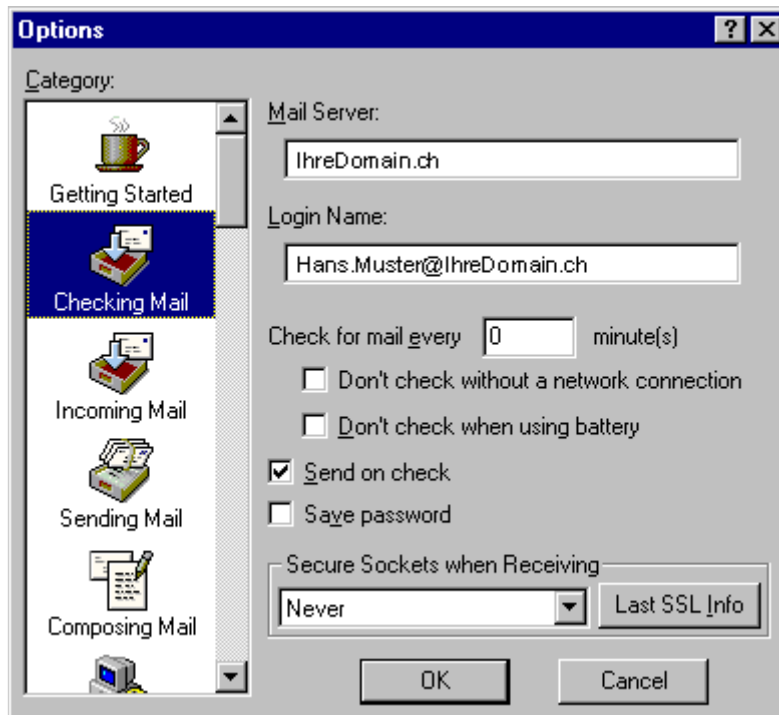 Options
Category:
Getting Started
Checking Mail
Incoming Mail
Sending Mail
Composing Mail
Mail Server:
IhreDomain.ch
Login Name:
Hans.Muster@IhreDomain.ch
Check for mail every 0 minute(s)
Don't check without a network connection
Don't check when using battery
Send on check
Save password
Secure Sockets when Receiving
Never
Last SSL Info
OK
Cancel